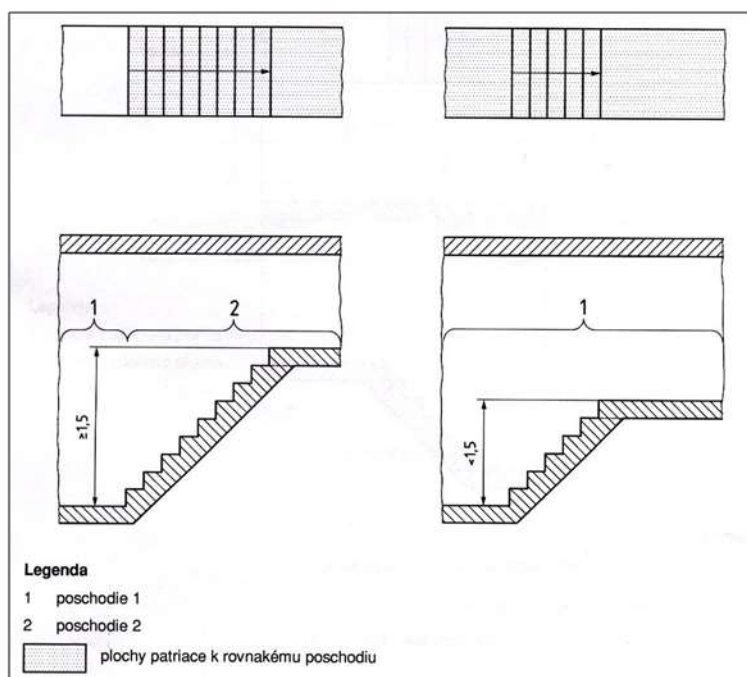 1
2
≥1,5
1
<1,5
Legenda
1 poschodie 1
2 poschodie 2
plochy patriace k rovnakému poschodiu